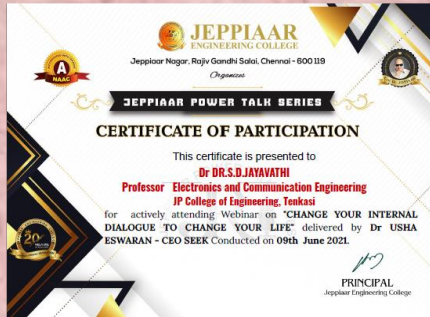 JEPPIAAR
ENGINEERING COLLEGE
Jeppiaar Nagar, Rajiv Gandhi Salai, Chennai - 600 119
Organizes
A
NAAC
JEPPIAAR POWER TALK SERIES
CERTIFICATE OF PARTICIPATION
This certificate is presented to
Dr DR.S.D.JAYAVATHI
Professor Electronics and Communication Engineering
JP College of Engineering, Tenkasi
for actively attending Webinar on "CHANGE YOUR INTERNAL
DIALOGUE TO CHANGE YOUR LIFE" delivered by Dr USHA
ESWARAN - CEO SEEK Conducted on 09th June 2021.
20
PRINCIPAL
Jeppiaar Engineering College